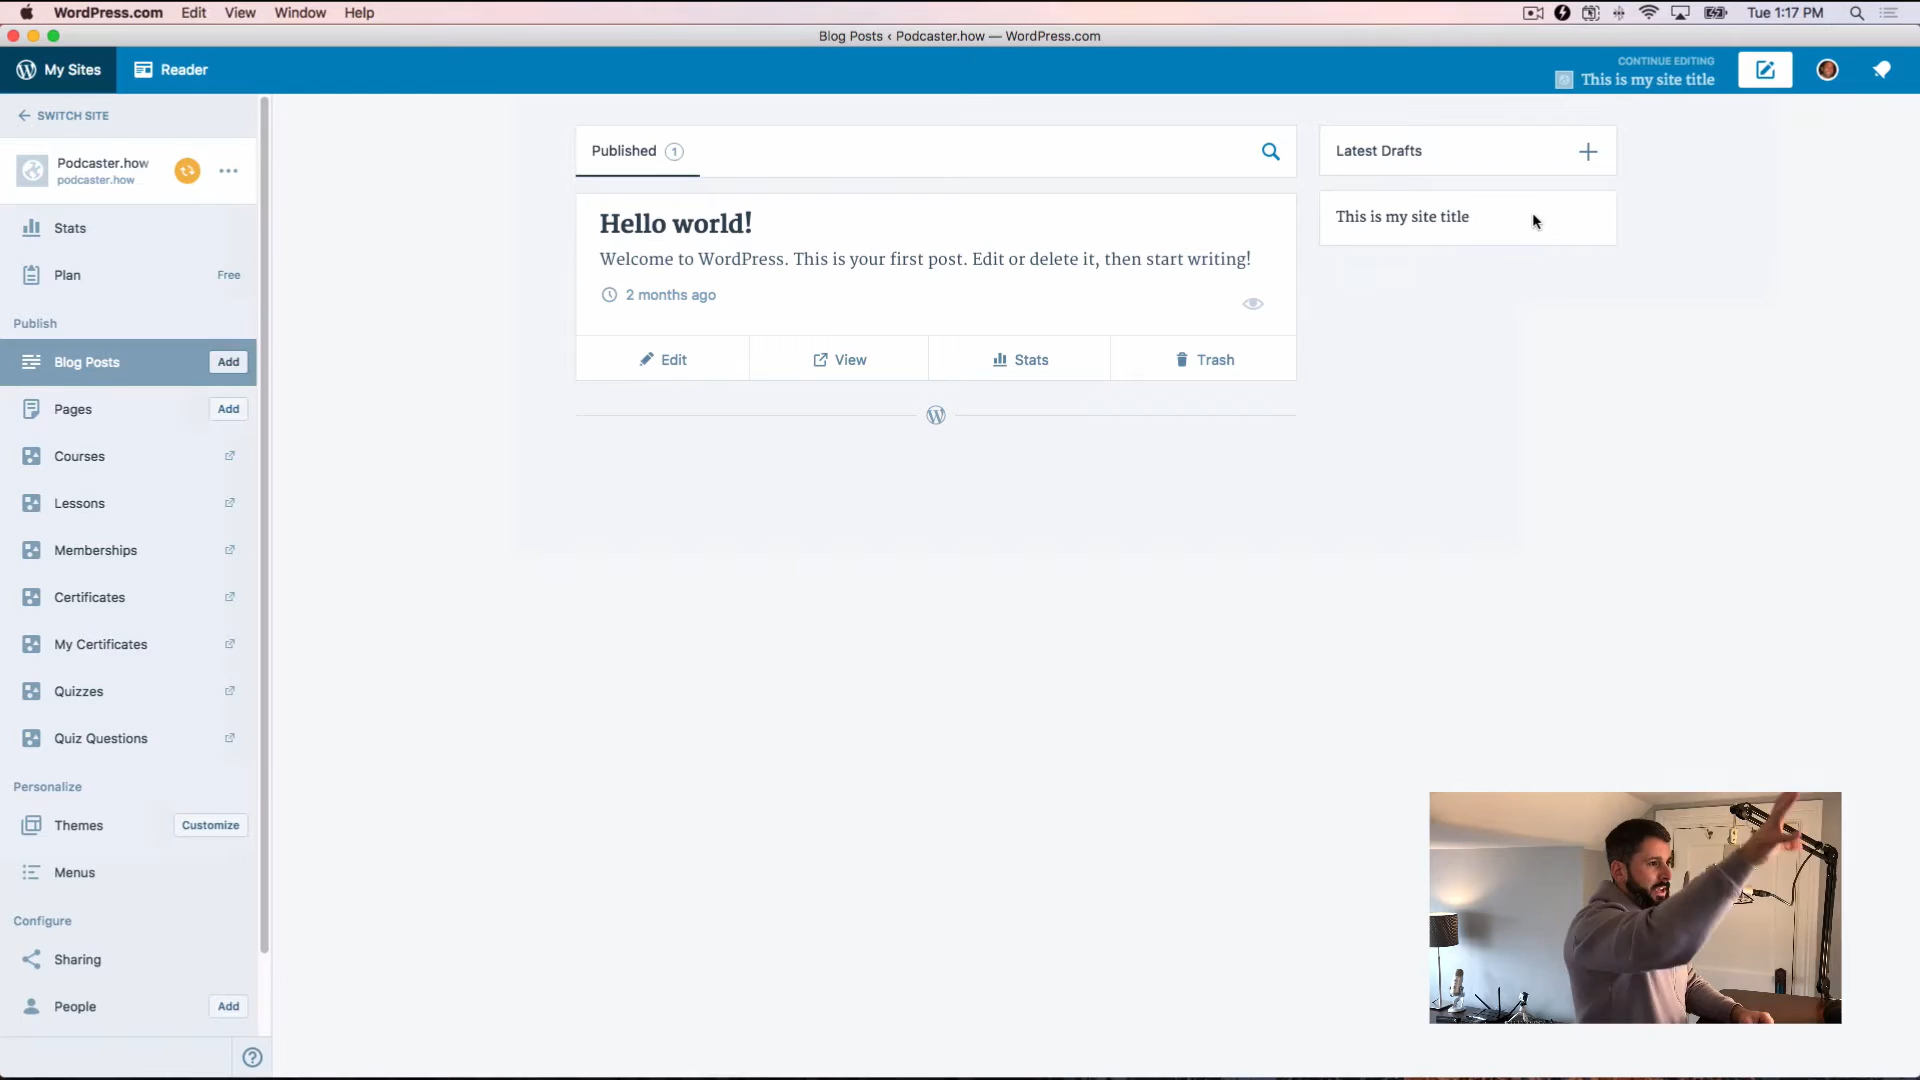 WordPress.com Edit View Window Help Tue 1:17 PM
Blog Posts ‹ Podcaster.how — WordPress.com
My Sites Reader
CONTINUE EDITING
This is my site title
SWITCH SITE
Podcaster.how
podcaster.how
Stats
Plan Free
Publish
Blog Posts Add
Pages Add
Courses
Lessons
Memberships
Certificates
My Certificates
Quizzes
Quiz Questions
Personalize
Themes Customize
Menus
Configure
Sharing
People Add
Published 1
Hello world!
Welcome to WordPress. This is your first post. Edit or delete it, then start writing!
2 months ago
Edit View Stats Trash
Latest Drafts
This is my site title